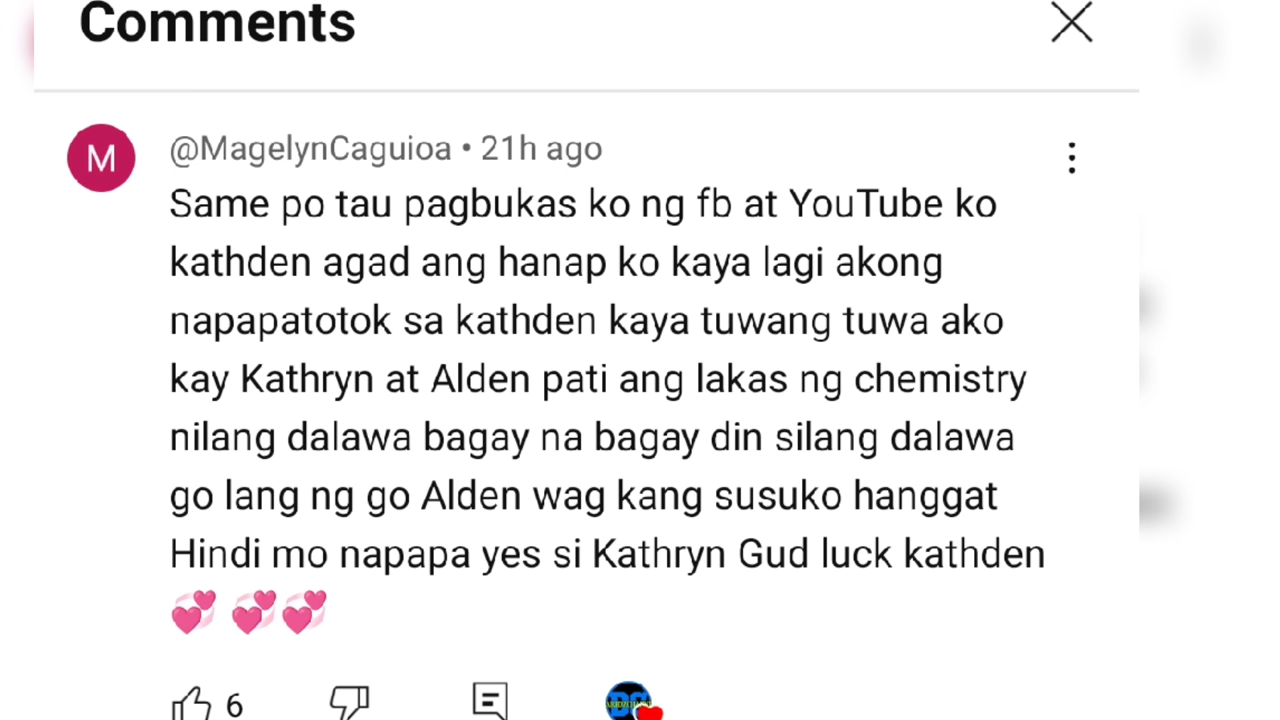 Comments
@MagelynCaguioa • 21h ago
Same po tau pagbukas ko ng fb at YouTube ko
kathden agad ang hanap ko kaya lagi akong
napapatotok sa kathden kaya tuwang tuwa ako
kay Kathryn at Alden pati ang lakas ng chemistry
nilang dalawa bagay na bagay din silang dalawa
go lang ng go Alden wag kang susuko hanggat
Hindi mo napapa yes si Kathryn Gud luck kathden
💞 💞💞
6